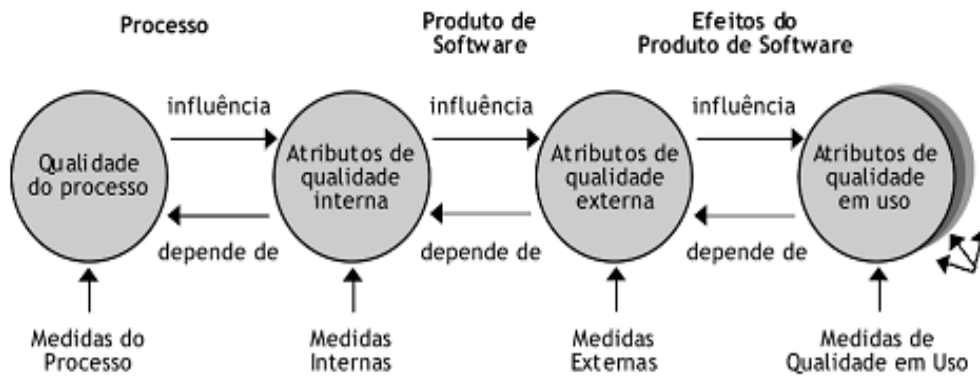 Processo
Produto de
Software
Efeitos do
Produto de Software
influência
influência
influência
Qualidade
do processo
Atributos de
qualidade
interna
Atributos de
qualidade
externa
Atributos de
qualidade
em uso
depende de
depende de
depende de
Medidas do
Processo
Medidas
Internas
Medidas
Externas
Medidas de
Qualidade em Uso